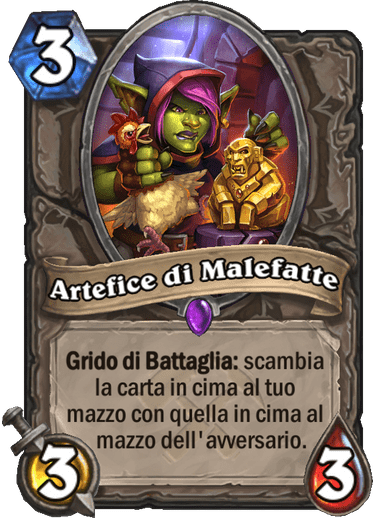 3
Artefice di Malefatte
Grido di Battaglia: scambia
la carta in cima al tuo
mazzo con quella in cima al
mazzo dell'avversario.
3
3